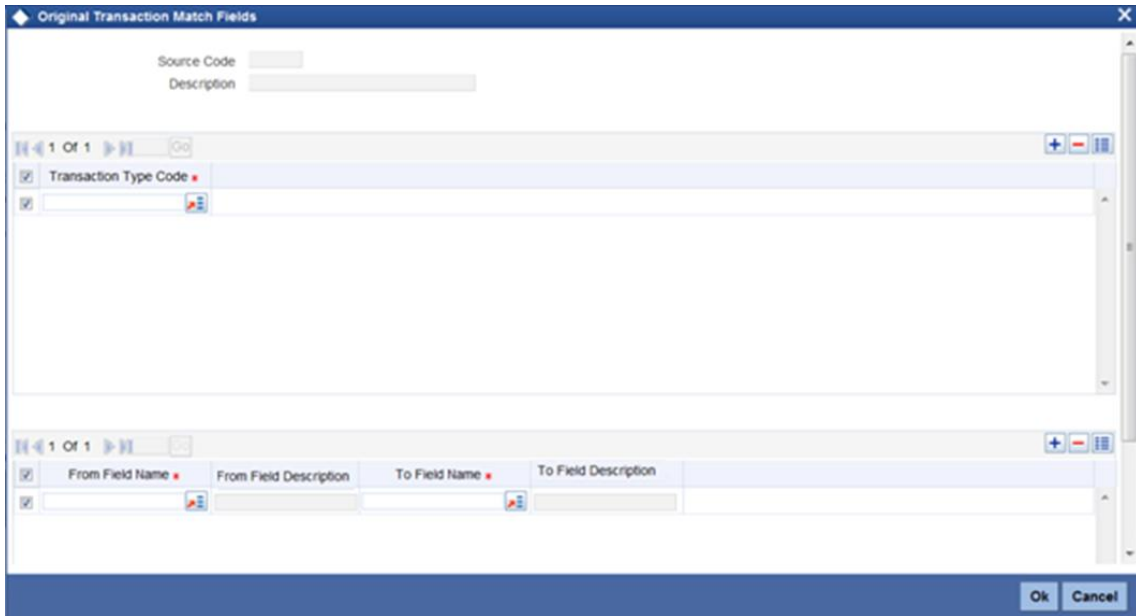 Original Transaction Match Fields
Source Code
Description
1 Of 1 Go
Transaction Type Code *
1 Of 1 Go
From Field Name * From Field Description To Field Name * To Field Description
Ok Cancel